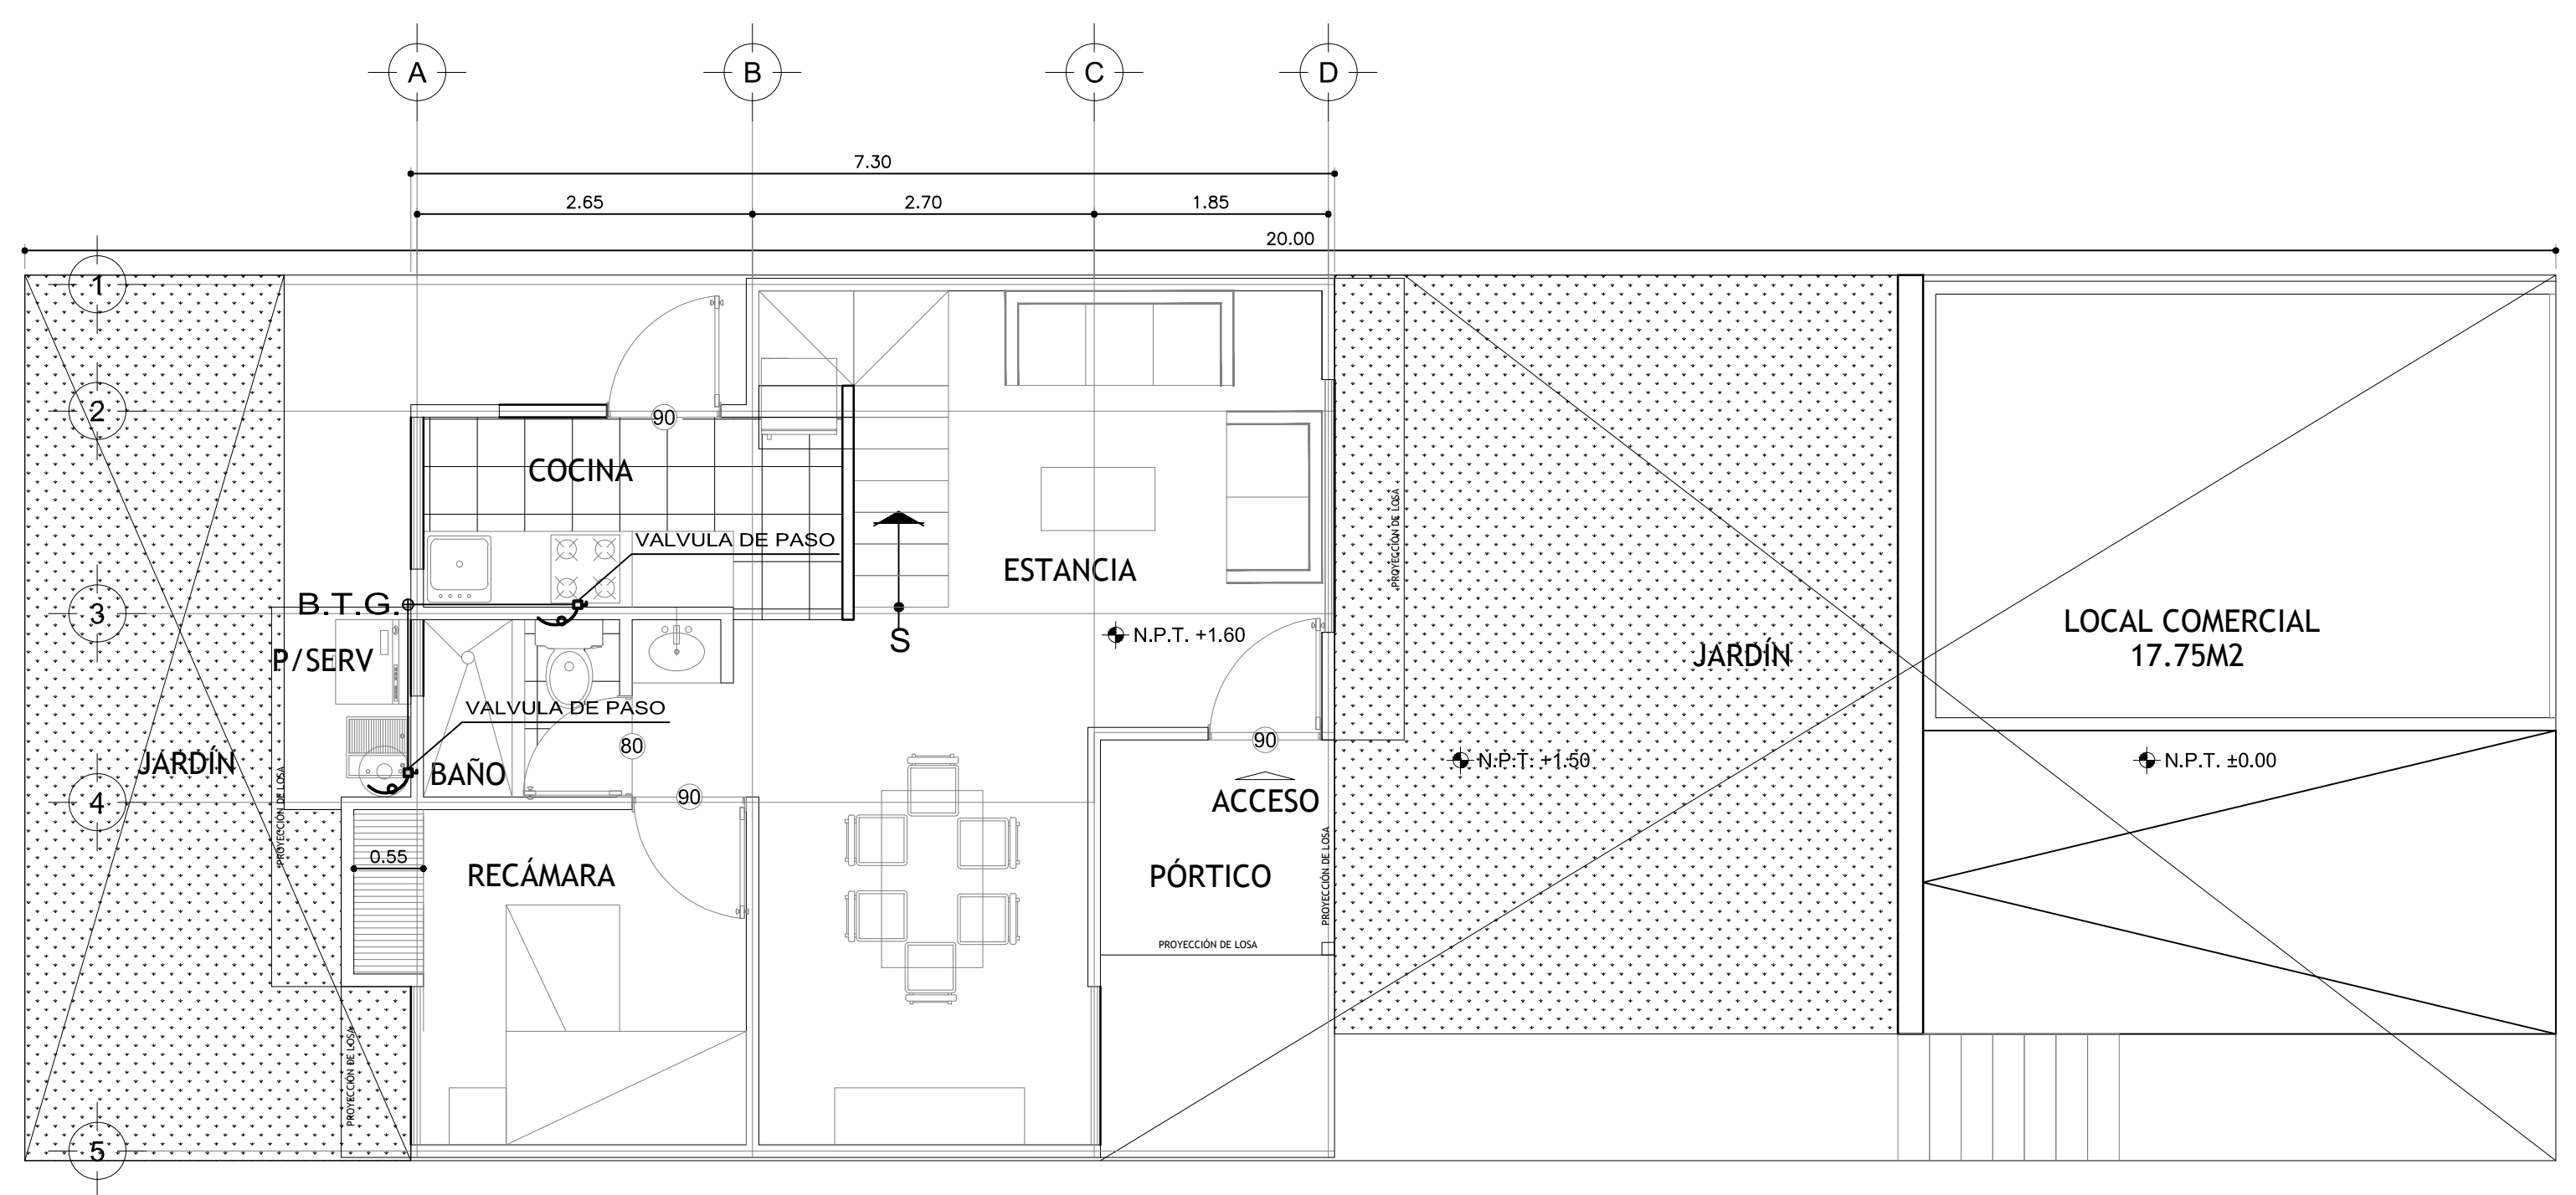 A
B
C
D
7.30
2.65
2.70
1.85
20.00
1
2
90
COCINA
VALVULA DE PASO
PROYECCIÓN DE LOSA
ESTANCIA
B.T.G.
3
S
N.P.T. +1.60
LOCAL COMERCIAL
17.75M2
P/SERV
JARDÍN
VALVULA DE PASO
80
90
JARDÍN
BAÑO
N.P.T. +1.50
N.P.T. ±0.00
4
90
ACCESO
PROYECCIÓN DE LOSA
0.55
RECÁMARA
PÓRTICO
PROYECCIÓN DE LOSA
PROYECCIÓN DE LOSA
PROYECCIÓN DE LOSA
5